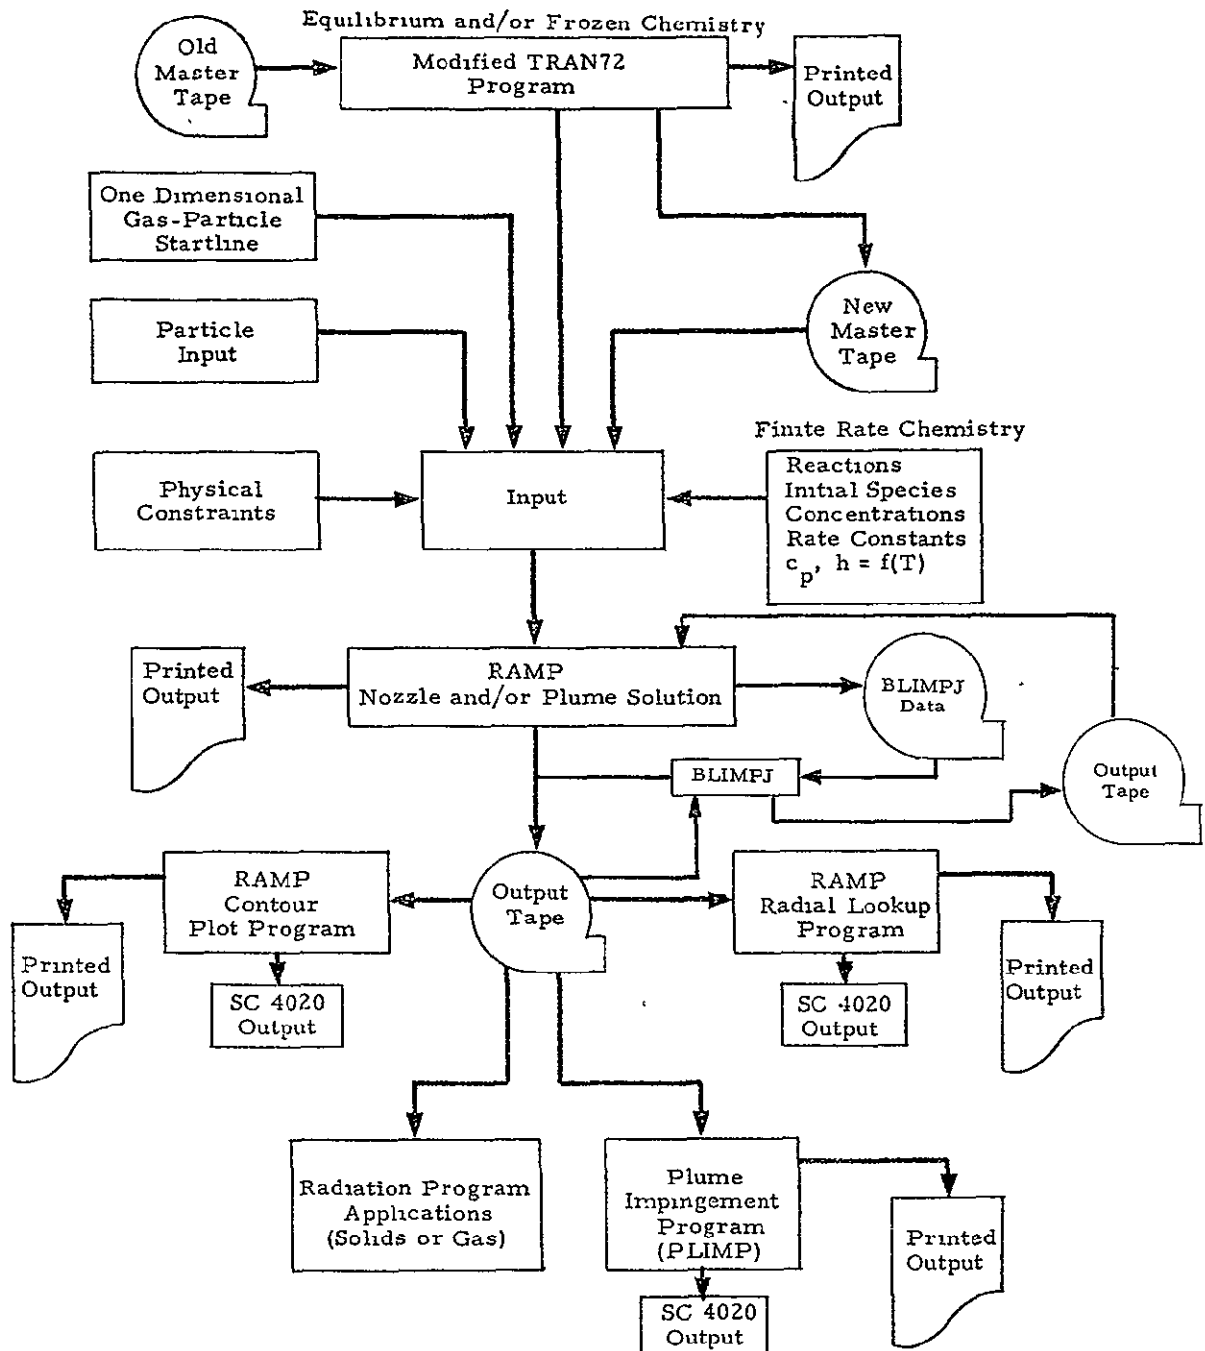 Equilibrium and/or Frozen Chemistry
Old
Master
Tape
Modified TRAN72
Program
Printed
Output
One Dimensional
Gas-Particle
Startline
New
Master
Tape
Particle
Input
Finite Rate Chemistry
Physical
Constraints
Input
Reactions
Initial Species
Concentrations
Rate Constants
c_p, h = f(T)
Printed
Output
RAMP
Nozzle and/or Plume Solution
BLIMPJ
Data
BLIMPJ
Output
Tape
RAMP
Contour
Plot Program
Output
Tape
RAMP
Radial Lookup
Program
Printed
Output
SC 4020
Output
SC 4020
Output
Printed
Output
Radiation Program
Applications
(Solids or Gas)
Plume
Impingement
Program
(PLIMP)
Printed
Output
SC 4020
Output